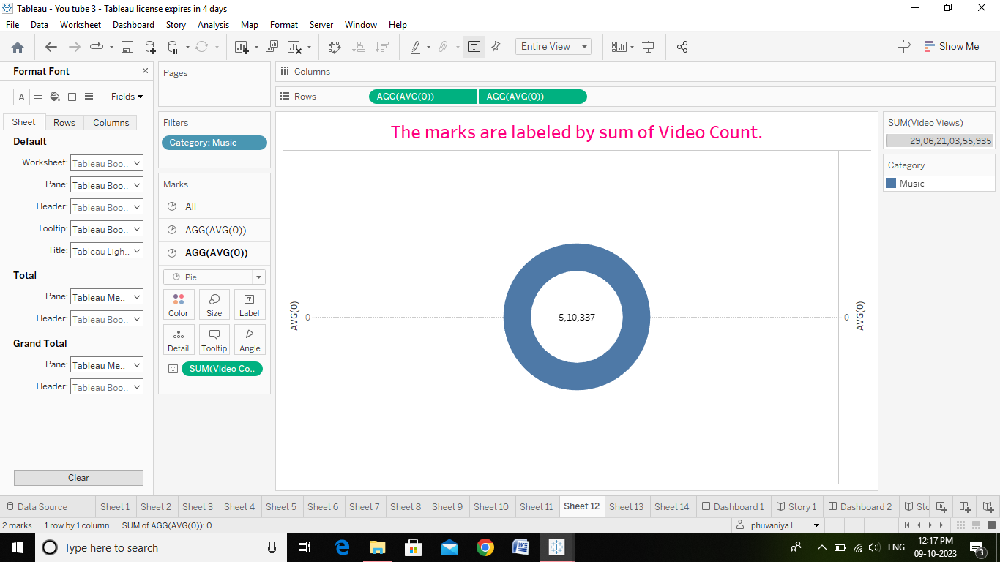 Tableau - You tube 3 - Tableau license expires in 4 days
File Data Worksheet Dashboard Story Analysis Map Format Server Window Help
Entire View
Show Me
Format Font
Fields
Sheet Rows Columns
Default
Worksheet: Tableau Boo..
Pane: Tableau Boo..
Header: Tableau Boo..
Tooltip: Tableau Boo..
Title: Tableau Ligh..
Total
Pane: Tableau Me..
Header: Tableau Boo..
Grand Total
Pane: Tableau Me..
Header: Tableau Boo..
Clear
Pages
Filters
Category: Music
Marks
All
AGG(AVG(0))
AGG(AVG(0))
Pie
Color Size Label
Detail Tooltip Angle
SUM(Video Co..
Columns
Rows AGG(AVG(0)) AGG(AVG(0))
The marks are labeled by sum of Video Count.
AVG(0)
0
5,10,337
0
AVG(0)
SUM(Video Views)
29,06,21,03,55,935
Category
Music
Data Source Sheet 1 Sheet 2 Sheet 3 Sheet 4 Sheet 5 Sheet 6 Sheet 7 Sheet 8 Sheet 9 Sheet 10 Sheet 11 Sheet 12 Sheet 13 Sheet 14 Dashboard 1 Story 1 Dashboard 2 Sto
2 marks 1 row by 1 column SUM of AGG(AVG(0)): 0 phuvaniya l
Type here to search
ENG
12:17 PM
09-10-2023
3